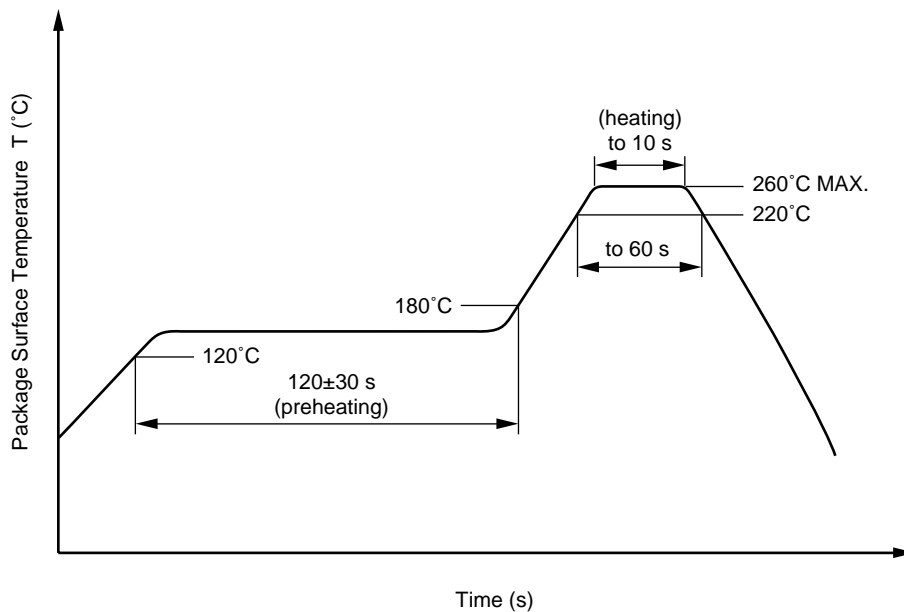 Package Surface Temperature T (˚C)
(heating)
to 10 s
260˚C MAX.
220˚C
to 60 s
180˚C
120˚C
120±30 s
(preheating)
Time (s)